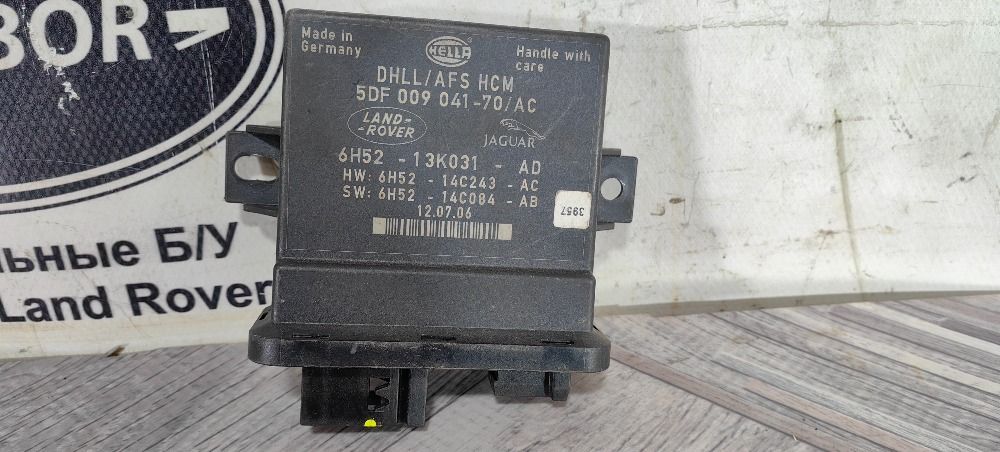 BOR
льные Б/У
Land Rover
Made in
Germany
HELLA
Handle with
care
DHLL/AFS HCM
5DF 009 041-70/AC
LAND-
-ROVER
JAGUAR
6H52 - 13K031 - AD
HW: 6H52 - 14C243 - AC
SW: 6H52 - 14C084 - AB
3957
12.07.06